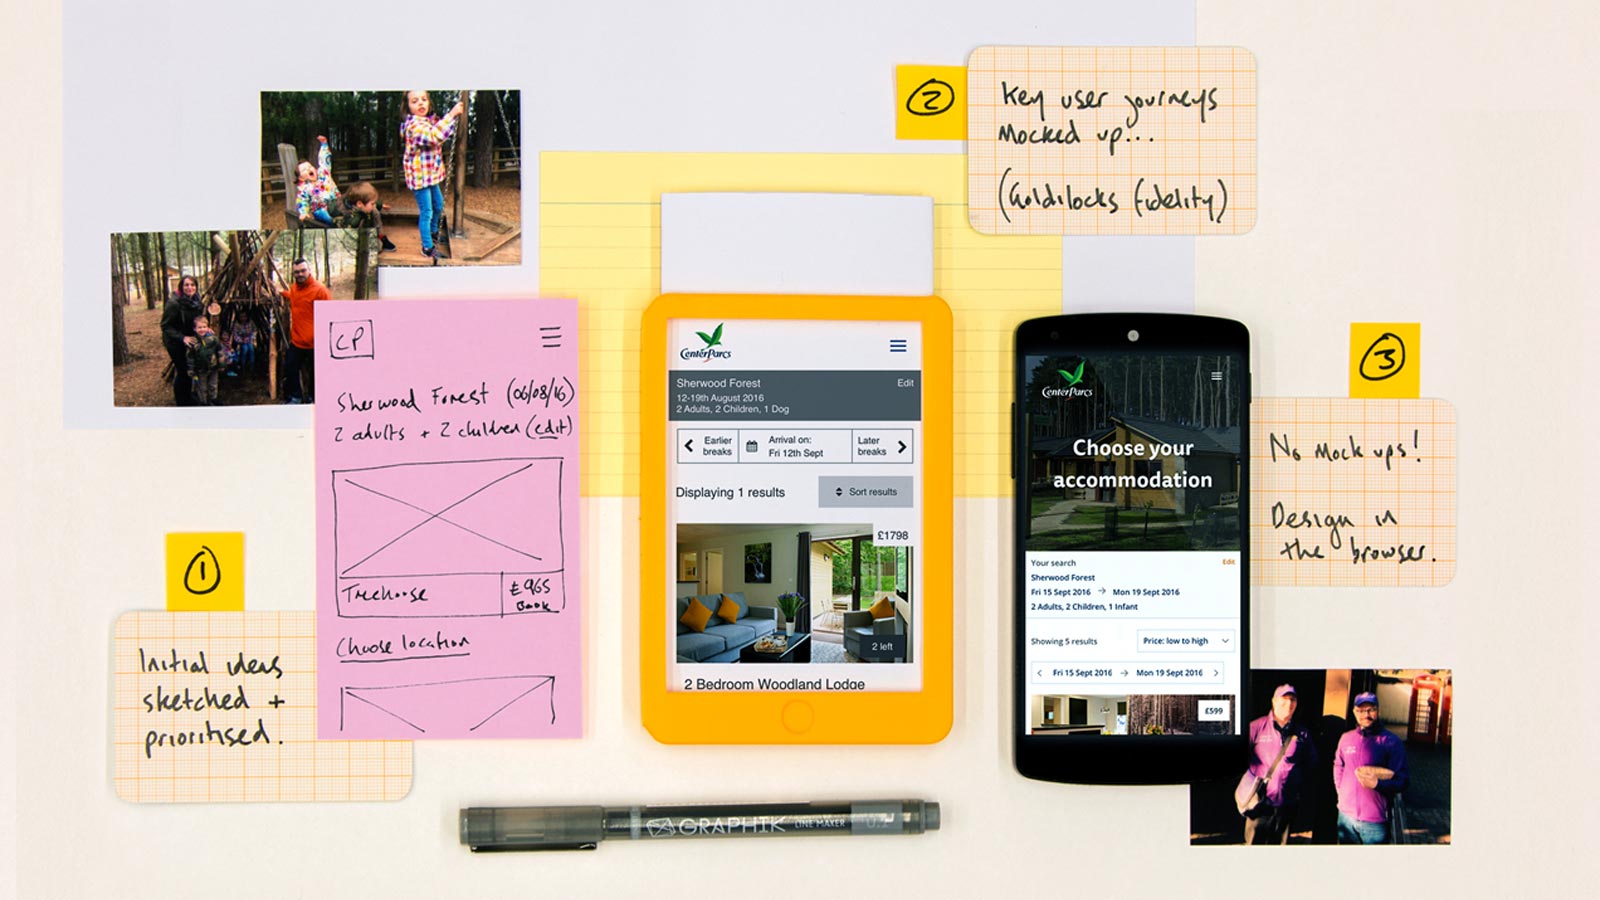 1
Initial ideas
sketched +
prioritised.
CP
Sherwood Forest (06/08/16)
2 adults + 2 children (edit)
Treehouse
£965
Book
Choose location
2
Key user journeys
Mocked up...
(Goldilocks fidelity)
CenterParcs
Sherwood Forest
Edit
12-19th August 2016
2 Adults, 2 Children, 1 Dog
Earlier
breaks
Arrival on:
Fri 12th Sept
Later
breaks
Displaying 1 results
Sort results
£1798
2 left
2 Bedroom Woodland Lodge
3
No Mock ups!
Design in
the browser.
CenterParcs
Choose your
accommodation
Your search
Edit
Sherwood Forest
Fri 15 Sept 2016 → Mon 19 Sept 2016
2 Adults, 2 Children, 1 Infant
Showing 5 results
Price: low to high
Fri 15 Sept 2016 → Mon 19 Sept 2016
£599
GRAPHIK LINE MAKER